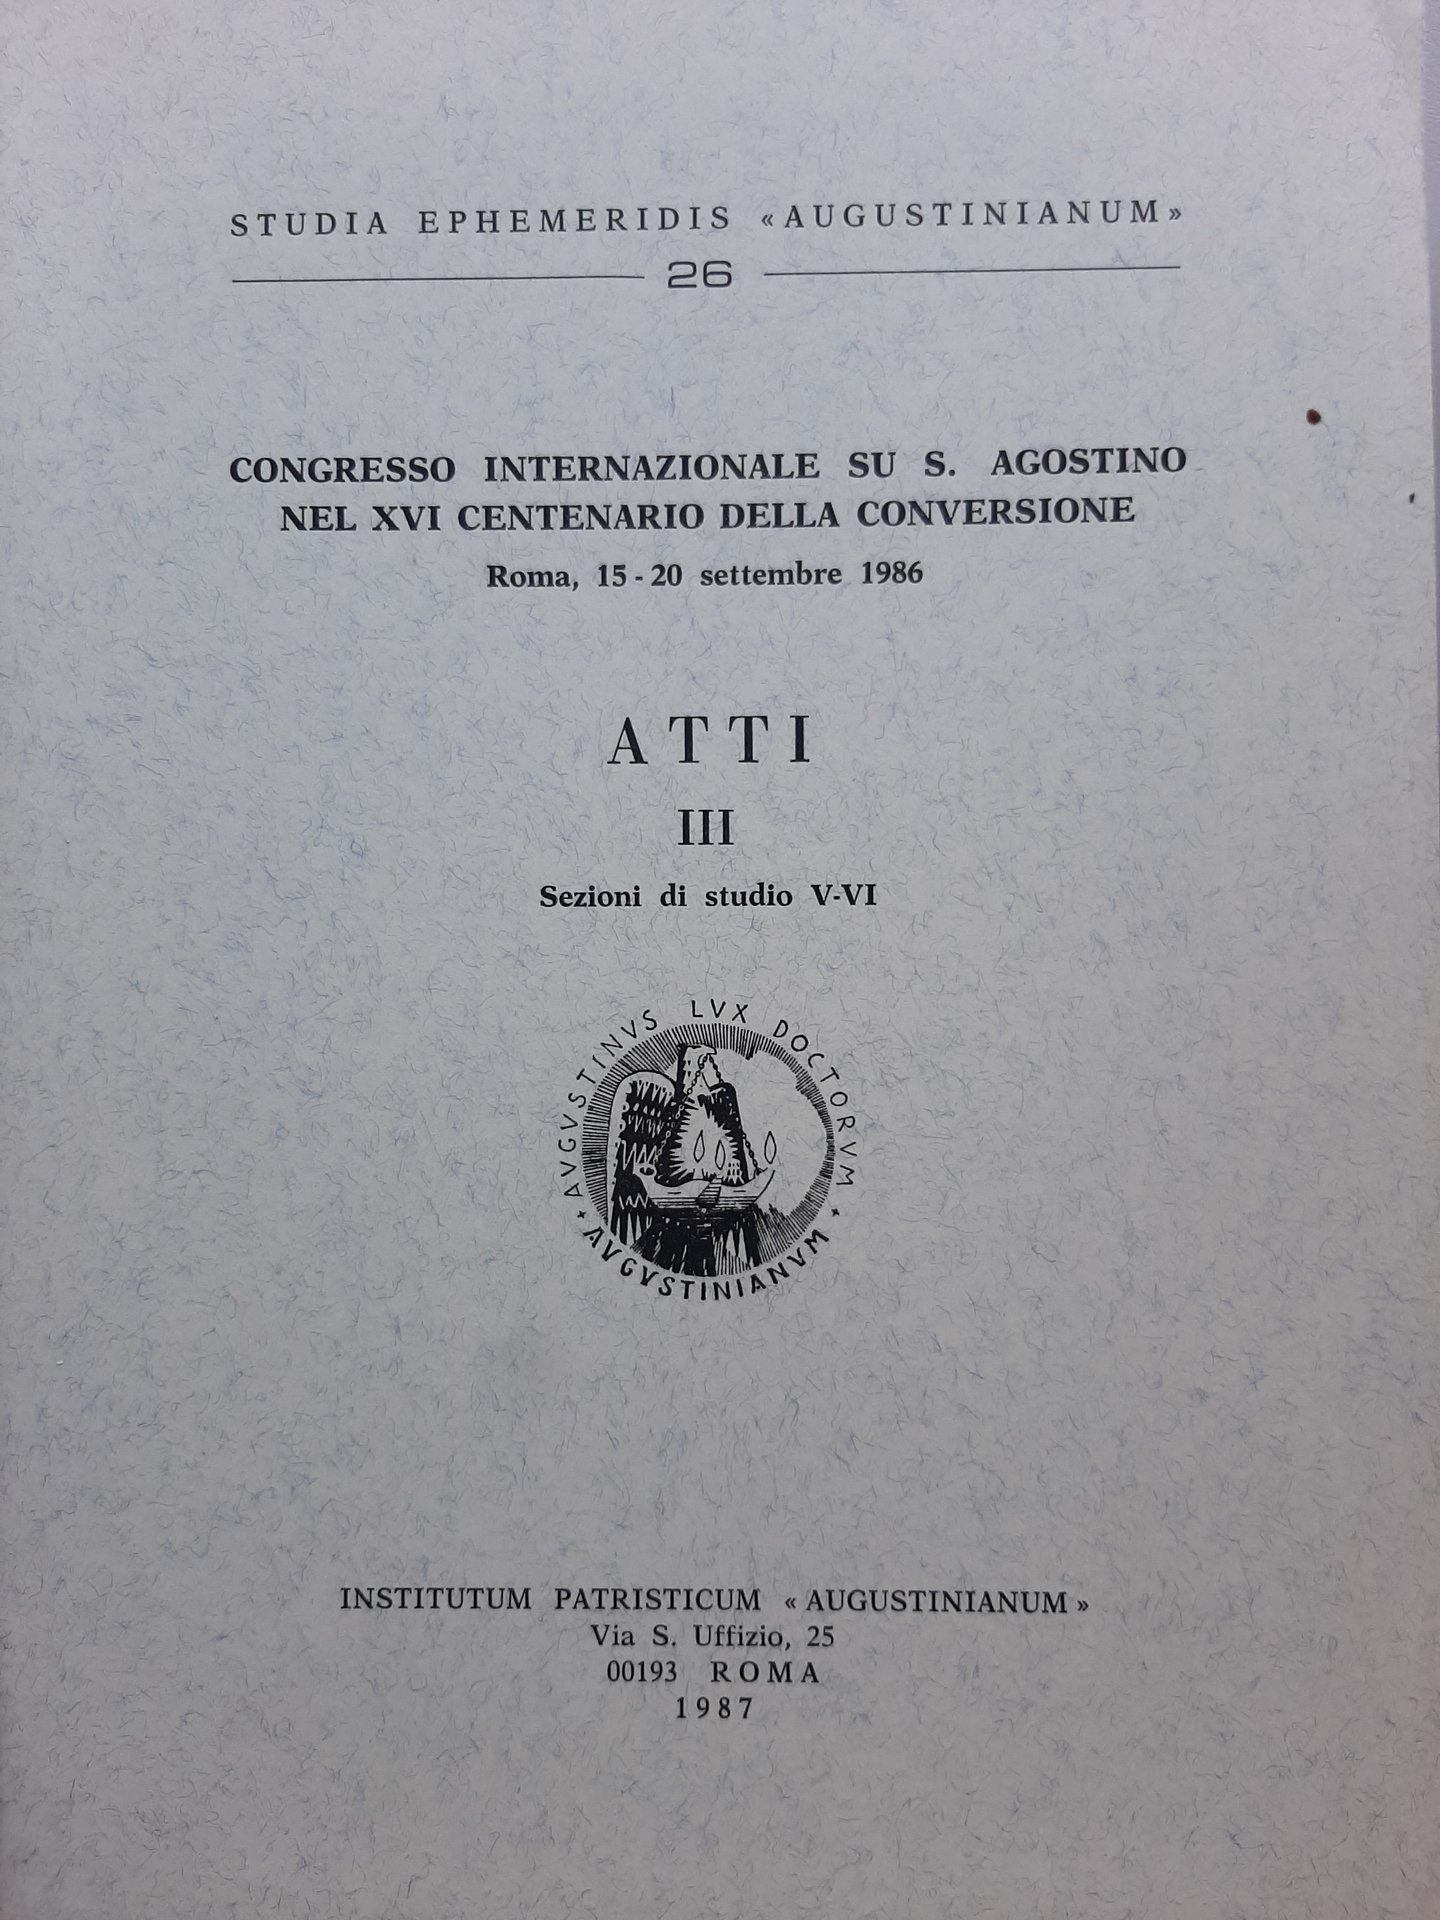 STUDIA EPHEMERIDIS «AUGUSTINIANUM»
26
CONGRESSO INTERNAZIONALE SU S. AGOSTINO
NEL XVI CENTENARIO DELLA CONVERSIONE
Roma, 15-20 settembre 1986
ATTI
III
Sezioni di studio V-VI
AVGVSTINVS LVX DOCTORVM
AVGVSTINIANVM
INSTITUTUM PATRISTICUM «AUGUSTINIANUM»
Via S. Uffizio, 25
00193 ROMA
1987